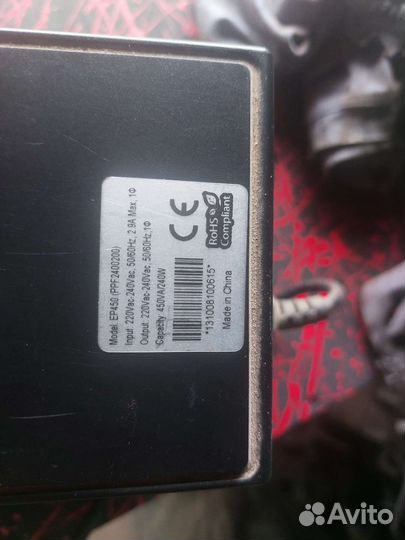 Model: EP450 (PPF2400200)
Input: 220Vac-240Vac, 50/60Hz, 2.9A Max, 1Φ
Output: 220Vac-240Vac, 50/60Hz,1Φ
Capacity: 450VA/240W
*131008100615*
Made in China
CE
RoHS
Compliant
Avito